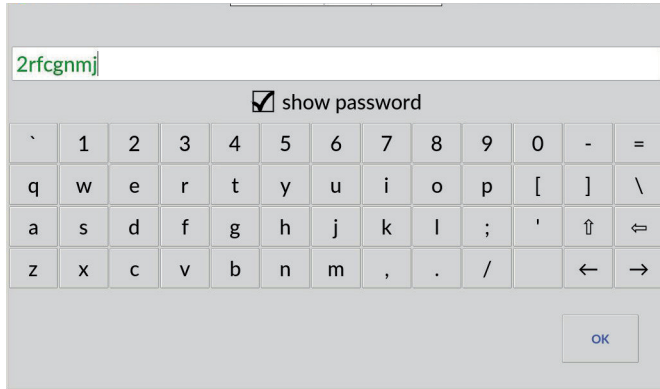 2rfcgnmj
show password
` 1 2 3 4 5 6 7 8 9 0 - =
q w e r t y u i o p [ ] \
a s d f g h j k l ; ' ⇧ ⇦
z x c v b n m , . / ← →
OK